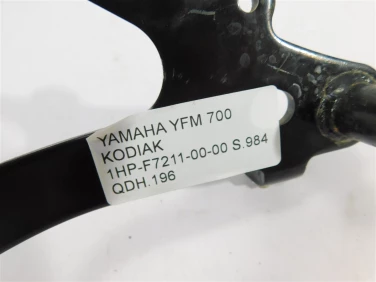 YAMAHA YFM 700
KODIAK
1HP-F7211-00-00 S.984
QDH.196